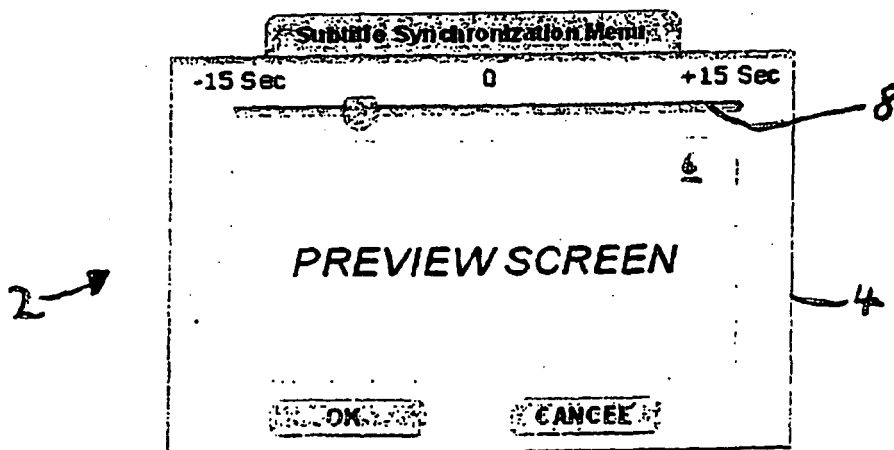 Subtitle Synchronization Menu
-15 Sec 0 +15 Sec
8
6
PREVIEW SCREEN
2
4
OK CANCEL